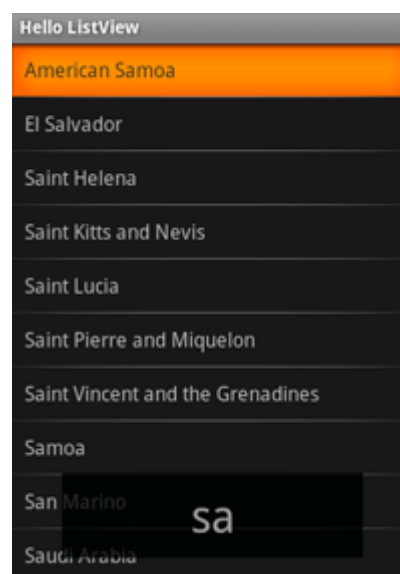 Hello ListView
American Samoa
El Salvador
Saint Helena
Saint Kitts and Nevis
Saint Lucia
Saint Pierre and Miquelon
Saint Vincent and the Grenadines
Samoa
San Marino
sa
Saudi Arabia